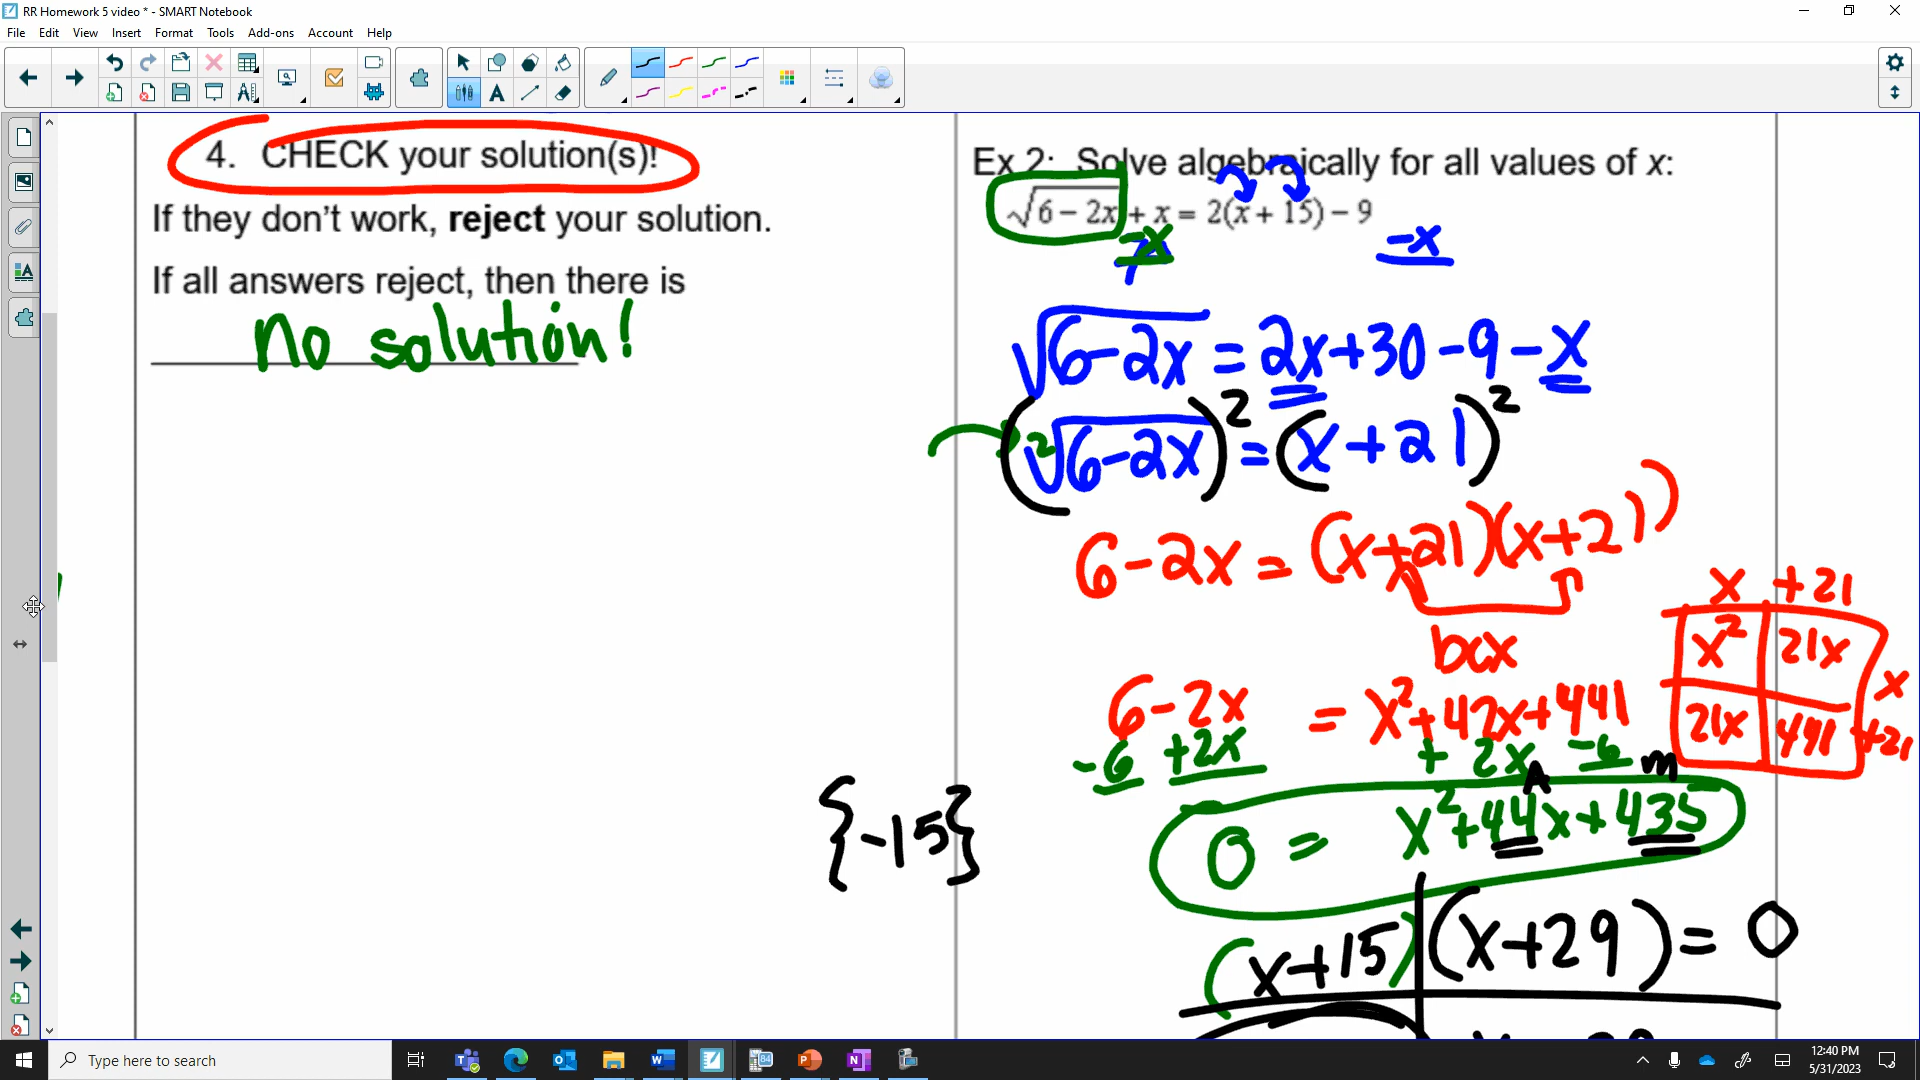 RR Homework 5 video * - SMART Notebook
File Edit View Insert Format Tools Add-ons Account Help
4. CHECK your solution(s)!
If they don't work, reject your solution.
If all answers reject, then there is
no solution!
Ex 2: Solve algebraically for all values of x:
√6 − 2x + x = 2(x + 15) − 9
-x -x
√6-2x = 2x+30-9-x
(²√6-2x)² = (x+21)²
6-2x = (x+21)(x+21)
box
x +21
x² 21x x
21x 441 +21
6-2x = x²+42x+441
-6 +2x + 2x -6
A m
0 = x²+44x+435
{-15}
(x+15) (x+29) = 0
Type here to search
12:40 PM
5/31/2023